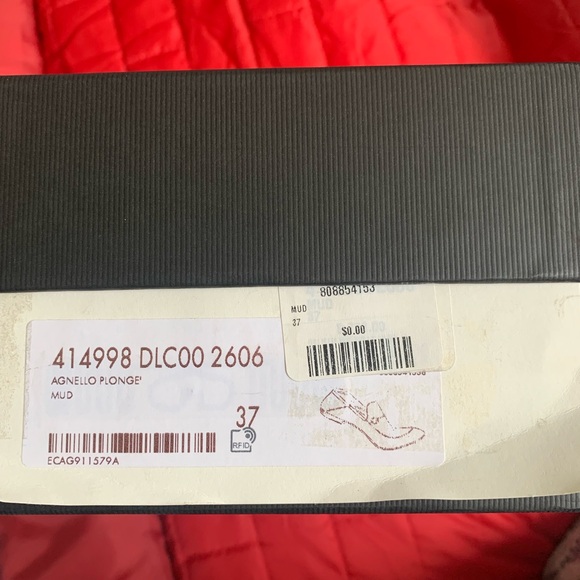 808854153
MUD
37
$0.00
414998 DLC00 2606
AGNELLO PLONGE'
MUD
37
RFID
ECAG911579A